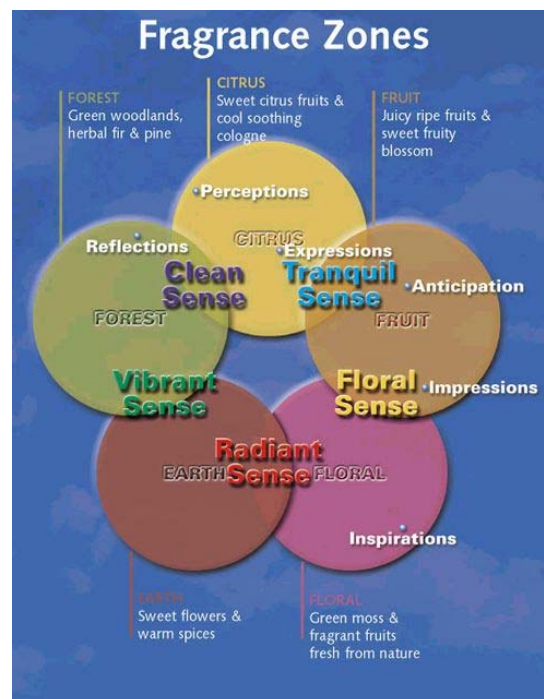 Fragrance Zones
CITRUS
Sweet citrus fruits &
cool soothing
cologne
FOREST
Green woodlands,
herbal fir & pine
FRUIT
Juicy ripe fruits &
sweet fruity
blossom
Perceptions
Reflections
CITRUS
Expressions
Clean
Sense
Tranquil
Sense
Anticipation
FOREST
FRUIT
Vibrant
Sense
Floral
Sense
Impressions
Radiant
Sense
EARTH
FLORAL
Inspirations
EARTH
Sweet flowers &
warm spices
FLORAL
Green moss &
fragrant fruits
fresh from nature